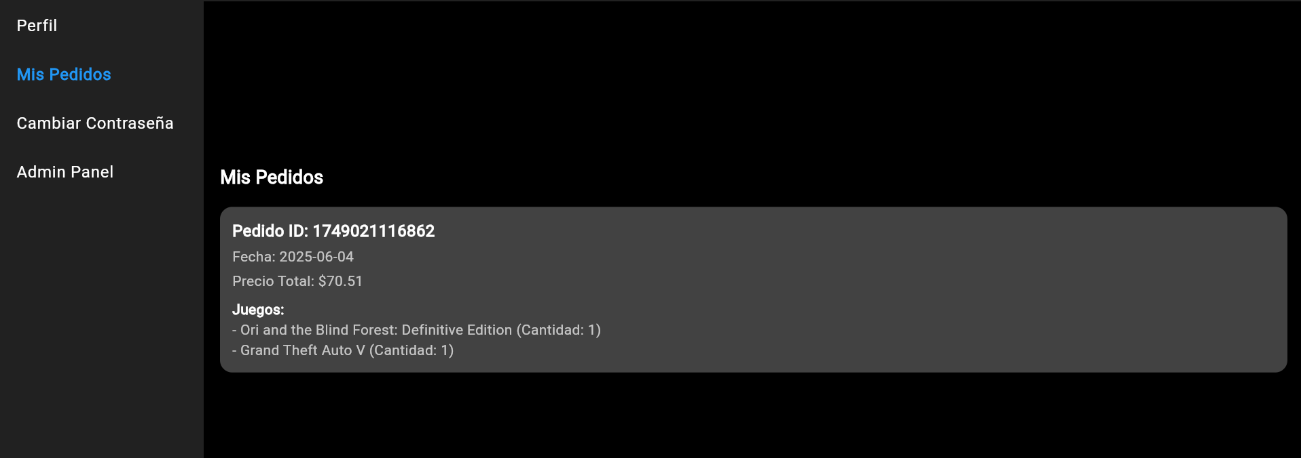 Perfil
Mis Pedidos
Cambiar Contraseña
Admin Panel
Mis Pedidos
Pedido ID: 1749021116862
Fecha: 2025-06-04
Precio Total: $70.51
Juegos:
- Ori and the Blind Forest: Definitive Edition (Cantidad: 1)
- Grand Theft Auto V (Cantidad: 1)